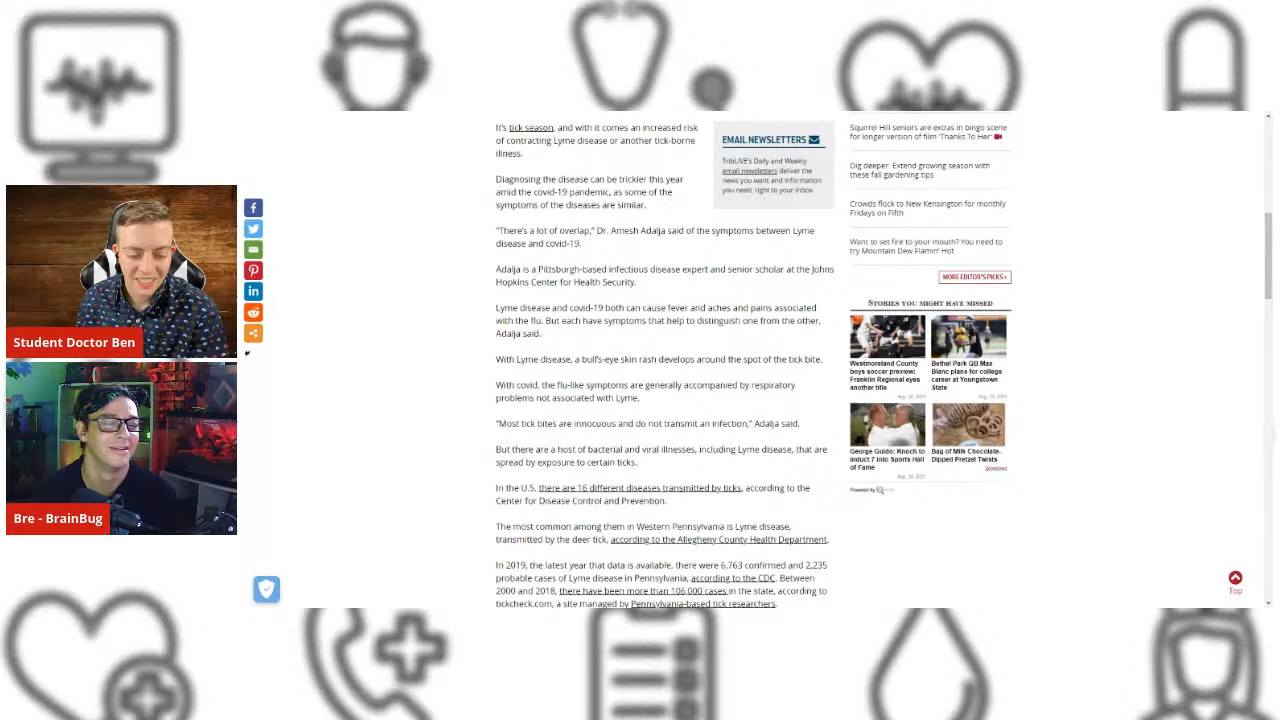 It's tick season, and with it comes an increased risk
of contracting Lyme disease or another tick-borne
illness.
Diagnosing the disease can be trickier this year
amid the covid-19 pandemic, as some of the
symptoms of the diseases are similar.
"There's a lot of overlap," Dr. Amesh Adalja said of the symptoms between Lyme
disease and covid-19.
Adalja is a Pittsburgh-based infectious disease expert and senior scholar at the Johns
Hopkins Center for Health Security.
Lyme disease and covid-19 both can cause fever and aches and pains associated
with the flu. But each have symptoms that help to distinguish one from the other,
Adalja said.
With Lyme disease, a bull's-eye skin rash develops around the spot of the tick bite.
With covid, the flu-like symptoms are generally accompanied by respiratory
problems not associated with Lyme.
"Most tick bites are innocuous and do not transmit an infection," Adalja said.
But there are a host of bacterial and viral illnesses, including Lyme disease, that are
spread by exposure to certain ticks.
In the U.S, there are 16 different diseases transmitted by ticks, according to the
Center for Disease Control and Prevention.
The most common among them in Western Pennsylvania is Lyme disease,
transmitted by the deer tick, according to the Allegheny County Health Department.
In 2019, the latest year that data is available, there were 6,763 confirmed and 2,235
probable cases of Lyme disease in Pennsylvania, according to the CDC. Between
2000 and 2018, there have been more than 106,000 cases in the state, according to
tickcheck.com, a site managed by Pennsylvania-based tick researchers.
EMAIL NEWSLETTERS
TribLIVE's Daily and Weekly
email newsletters deliver the
news you want and information
you need, right to your inbox.
Squirrel Hill seniors are extras in bingo scene
for longer version of film 'Thanks To Her'
Dig deeper: Extend growing season with
these fall gardening tips
Crowds flock to New Kensington for monthly
Fridays on Fifth
Want to set fire to your mouth? You need to
try Mountain Dew Flamin' Hot
MORE EDITOR'S PICKS >
STORIES YOU MIGHT HAVE MISSED
Westmoreland County
boys soccer preview:
Franklin Regional eyes
another title
Bethel Park QB Max
Blanc plans for college
career at Youngstown
State
George Guido: Knoch to
induct 7 into Sports Hall
of Fame
Bag of Milk Chocolate-
Dipped Pretzel Twists
Sponsored
Powered by
Student Doctor Ben
Bre - BrainBug
Top